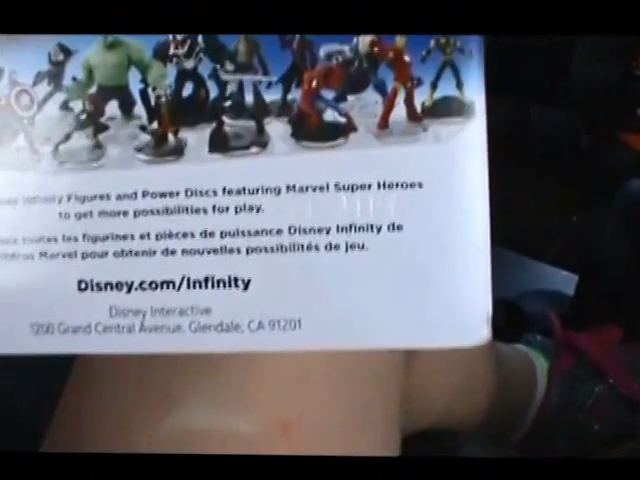 Infinity Figures and Power Discs featuring Marvel Super Heroes
to get more possibilities for play.
toutes les figurines et pièces de puissance Disney Infinity de
Marvel pour obtenir de nouvelles possibilités de jeu.
Disney.com/Infinity
Disney Interactive
1200 Grand Central Avenue, Glendale, CA 91201